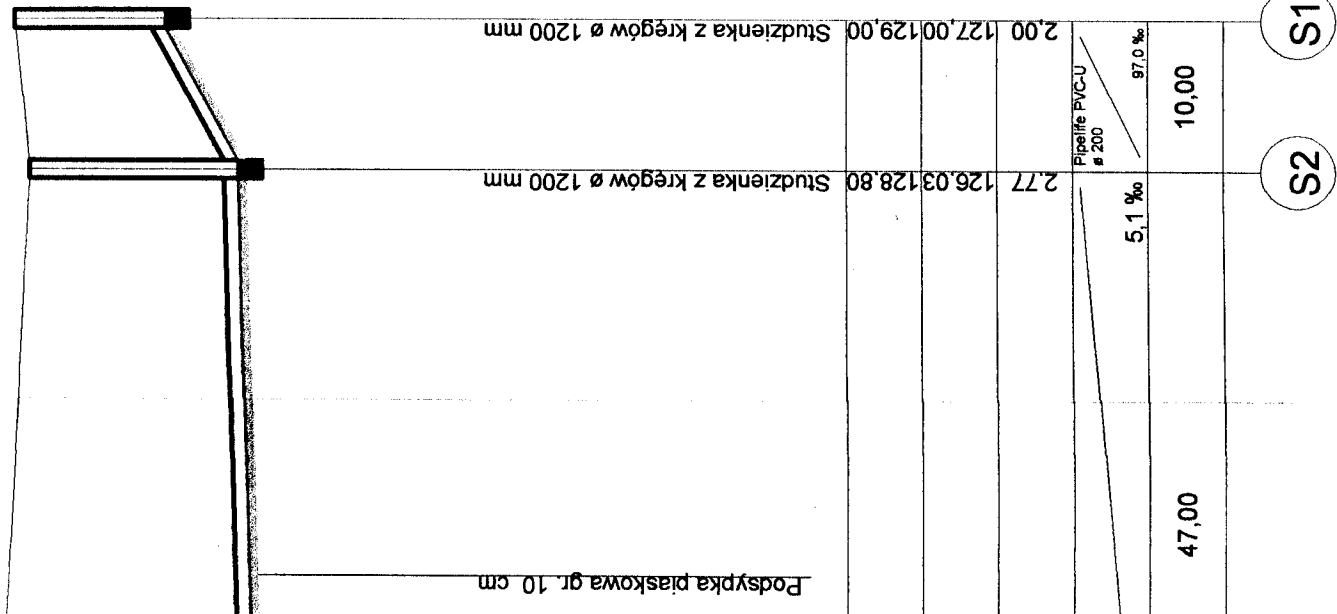 Studzienka z kręgów ø 1200 mm
129,00
127,00
2,00
Pipelife PVC-U
ø 200
97,0 ‰
10,00
S1
Studzienka z kręgów ø 1200 mm
128.80
126,03
2,77
5,1 ‰
47,00
S2
Podsypka piaskowa gr. 10 cm